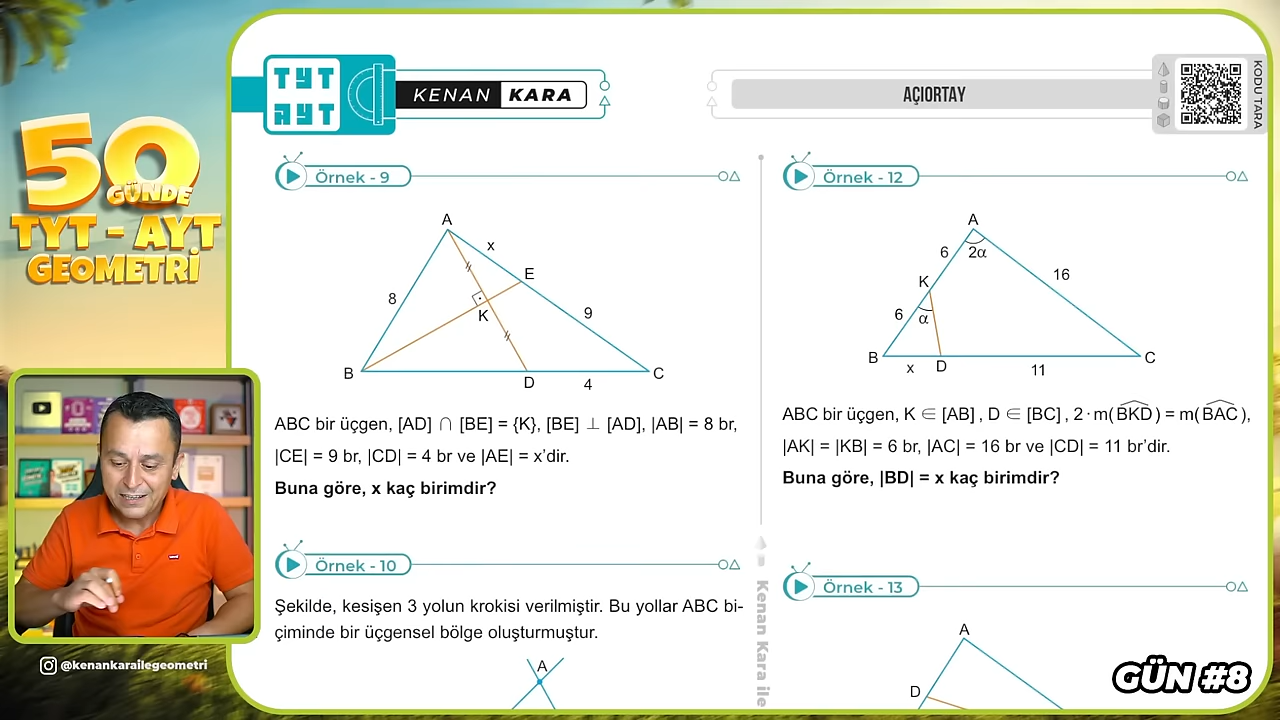 50
GÜNDE
TYT - AYT
GEOMETRİ
TYT
AYT
KENAN KARA
AÇIORTAY
KODU TARA
Örnek - 9
A
x
E
8
K
9
B
D
4
C
ABC bir üçgen, [AD] ∩ [BE] = {K}, [BE] ⊥ [AD], |AB| = 8 br,
|CE| = 9 br, |CD| = 4 br ve |AE| = x'dir.
Buna göre, x kaç birimdir?
Örnek - 10
Şekilde, kesişen 3 yolun krokisi verilmiştir. Bu yollar ABC bi-
çiminde bir üçgensel bölge oluşturmuştur.
A
Kenan Kara ile
Örnek - 12
A
6
2α
16
K
6
α
B
x
D
11
C
ABC bir üçgen, K ∈ [AB] , D ∈ [BC] , 2·m(BKD) = m(BAC),
|AK| = |KB| = 6 br, |AC| = 16 br ve |CD| = 11 br'dir.
Buna göre, |BD| = x kaç birimdir?
Örnek - 13
A
D
GÜN #8
@kenankarailegeometri